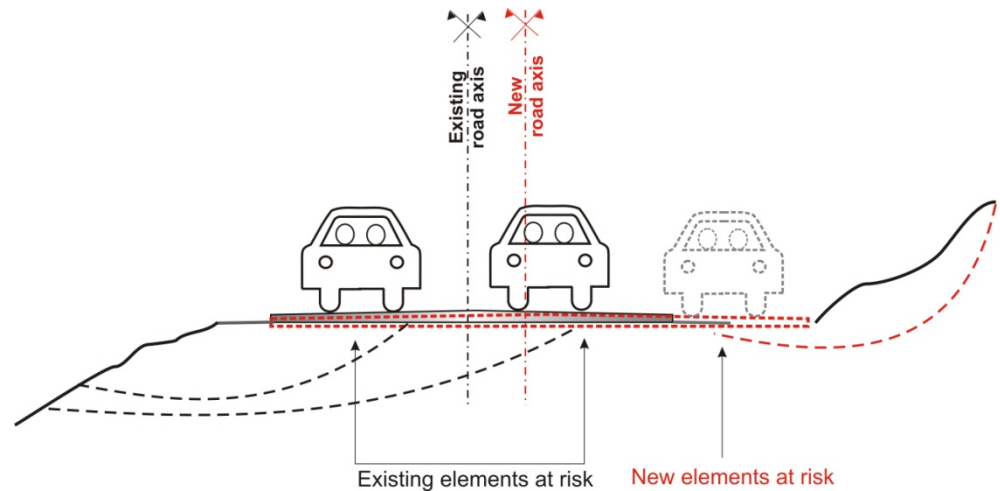 Existing
road axis
New
road axis
Existing elements at risk
New elements at risk